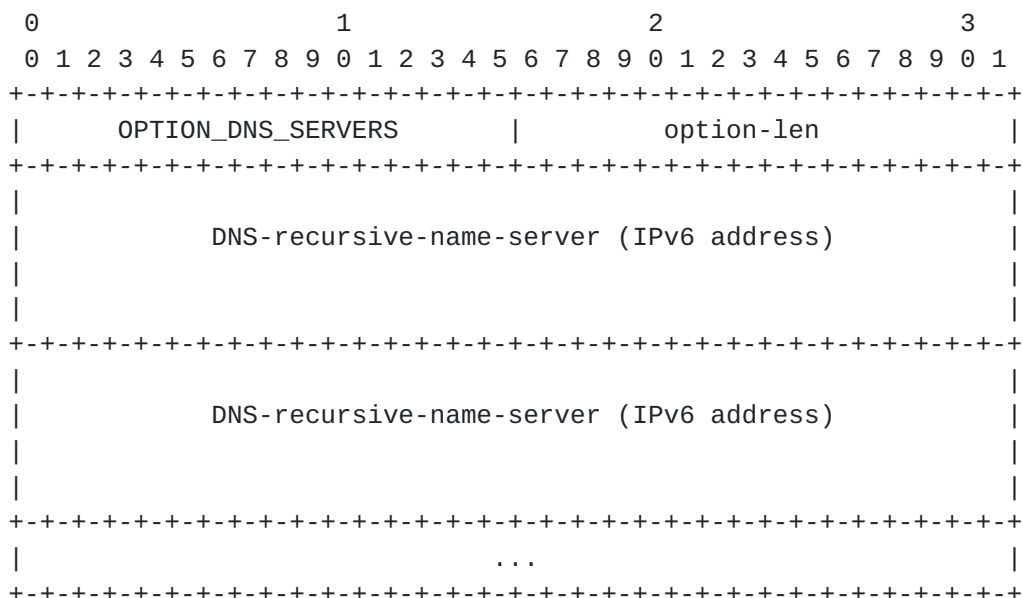 0                   1                   2                   3
 0 1 2 3 4 5 6 7 8 9 0 1 2 3 4 5 6 7 8 9 0 1 2 3 4 5 6 7 8 9 0 1
+-+-+-+-+-+-+-+-+-+-+-+-+-+-+-+-+-+-+-+-+-+-+-+-+-+-+-+-+-+-+-+-+
|      OPTION_DNS_SERVERS       |         option-len            |
+-+-+-+-+-+-+-+-+-+-+-+-+-+-+-+-+-+-+-+-+-+-+-+-+-+-+-+-+-+-+-+-+
|                                                               |
|            DNS-recursive-name-server (IPv6 address)           |
|                                                               |
|                                                               |
+-+-+-+-+-+-+-+-+-+-+-+-+-+-+-+-+-+-+-+-+-+-+-+-+-+-+-+-+-+-+-+-+
|                                                               |
|            DNS-recursive-name-server (IPv6 address)           |
|                                                               |
|                                                               |
+-+-+-+-+-+-+-+-+-+-+-+-+-+-+-+-+-+-+-+-+-+-+-+-+-+-+-+-+-+-+-+-+
|                              ...                              |
+-+-+-+-+-+-+-+-+-+-+-+-+-+-+-+-+-+-+-+-+-+-+-+-+-+-+-+-+-+-+-+-+